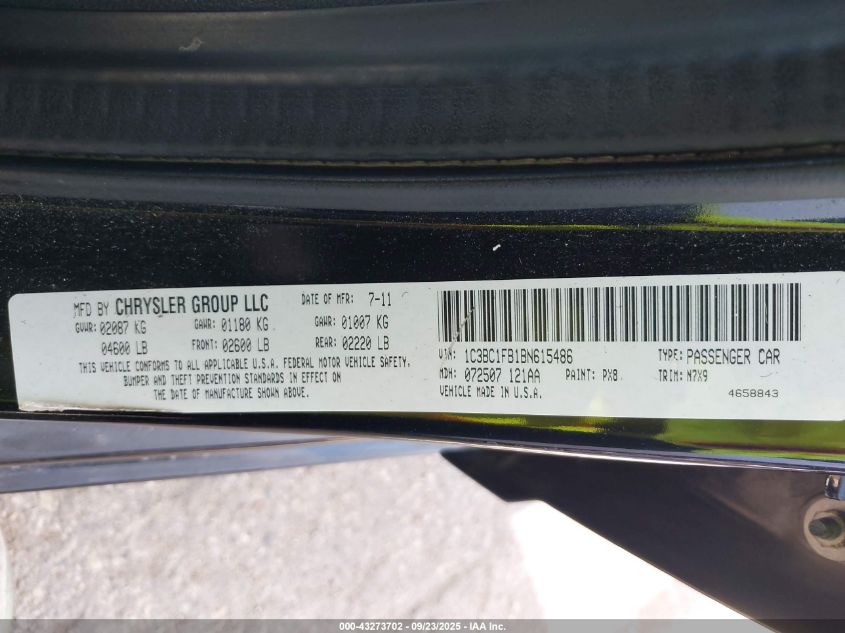 MFD BY CHRYSLER GROUP LLC DATE OF MFR: 7-11
GVWR: 02087 KG GAWR: 01180 KG GAWR: 01007 KG
04600 LB FRONT: 02600 LB REAR: 02220 LB
THIS VEHICLE CONFORMS TO ALL APPLICABLE U.S.A. FEDERAL MOTOR VEHICLE SAFETY,
BUMPER AND THEFT PREVENTION STANDARDS IN EFFECT ON
THE DATE OF MANUFACTURE SHOWN ABOVE.
VIN: 1C3BC1FB1BN615486 TYPE: PASSENGER CAR
MDH: 072507 121AA PAINT: PX8 TRIM: N7X9
VEHICLE MADE IN U.S.A. 4658843
000-43273702 - 09/23/2025 - IAA Inc.